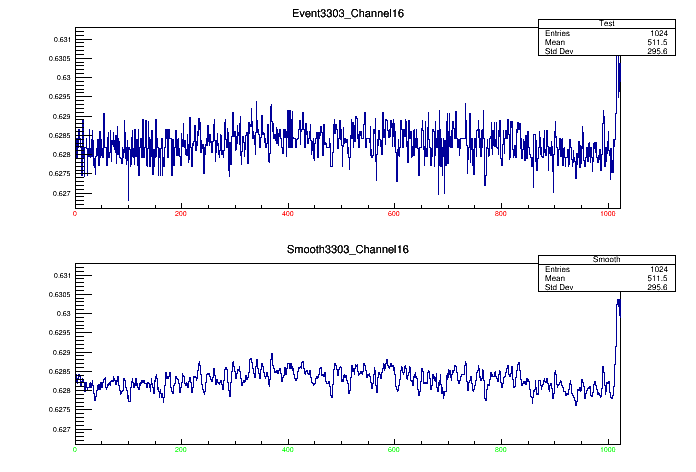 Event3303_Channel16
Test
Entries 1024
Mean 511.5
Std Dev 295.6
0.631
0.6305
0.63
0.6295
0.629
0.6285
0.628
0.6275
0.627
0 200 400 600 800 1000
Smooth3303_Channel16
Smooth
Entries 1024
Mean 511.5
Std Dev 295.6
0.631
0.6305
0.63
0.6295
0.629
0.6285
0.628
0.6275
0.627
0 200 400 600 800 1000